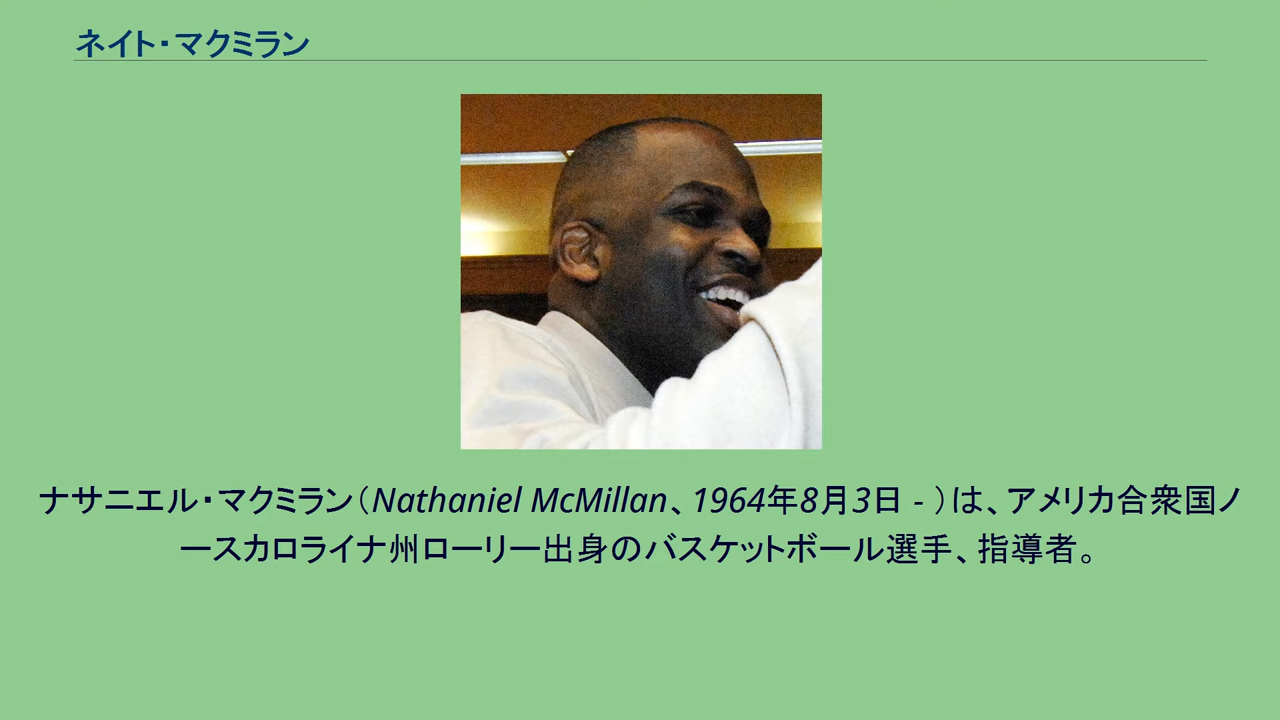 ネイト・マクミラン
ナサニエル・マクミラン（Nathaniel McMillan、1964年8月3日 - ）は、アメリカ合衆国ノ
ースカロライナ州ローリー出身のバスケットボール選手、指導者。